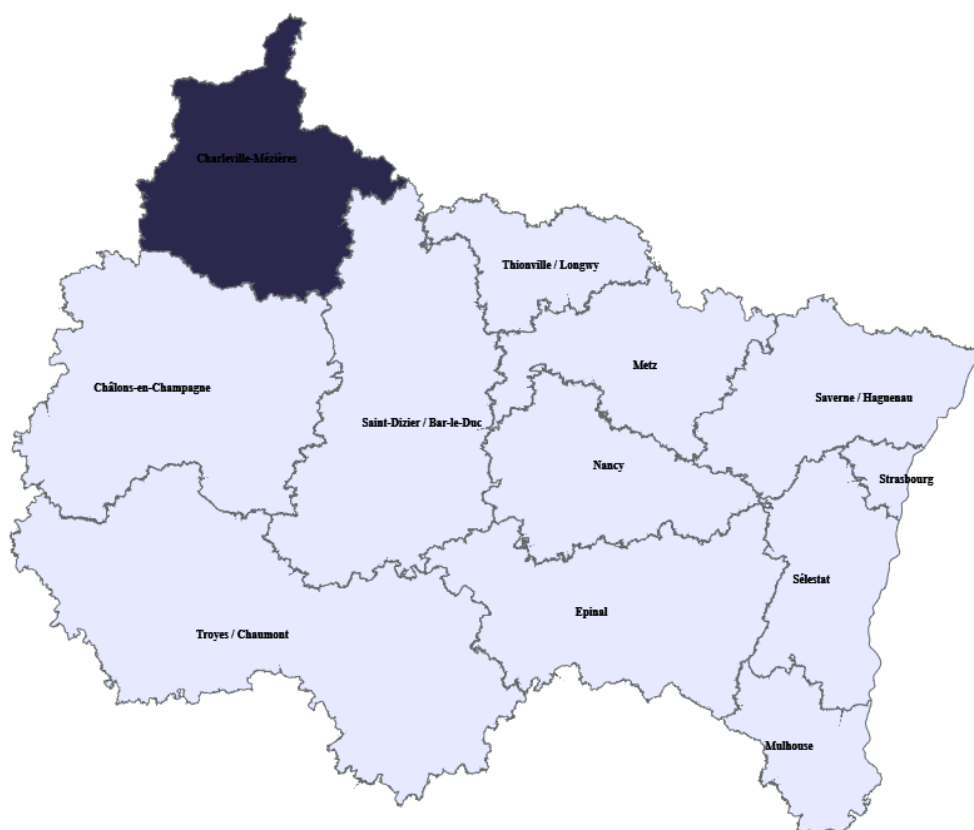 Charleville-Mézières
Thionville / Longwy
Metz
Châlons-en-Champagne
Saverne / Haguenau
Saint-Dizier / Bar-le-Duc
Nancy
Strasbourg
Sélestat
Epinal
Troyes / Chaumont
Mulhouse